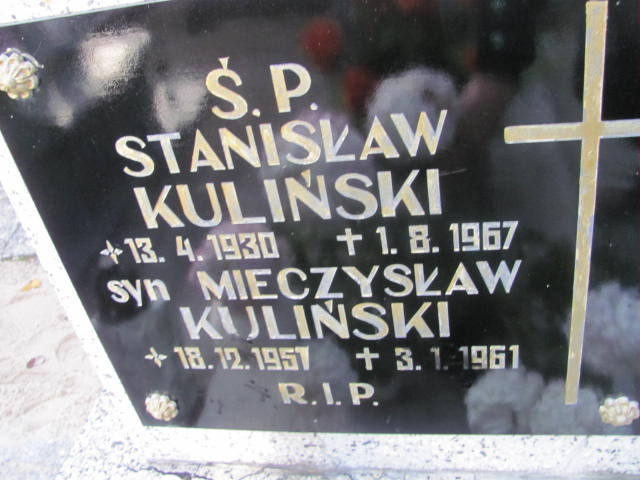 Ś.P.
STANISŁAW
KULIŃSKI
13.4.1930 † 1.8.1967
syn MIECZYSŁAW
KULIŃSKI
18.12.1957 † 3.1.1961
R.I.P.